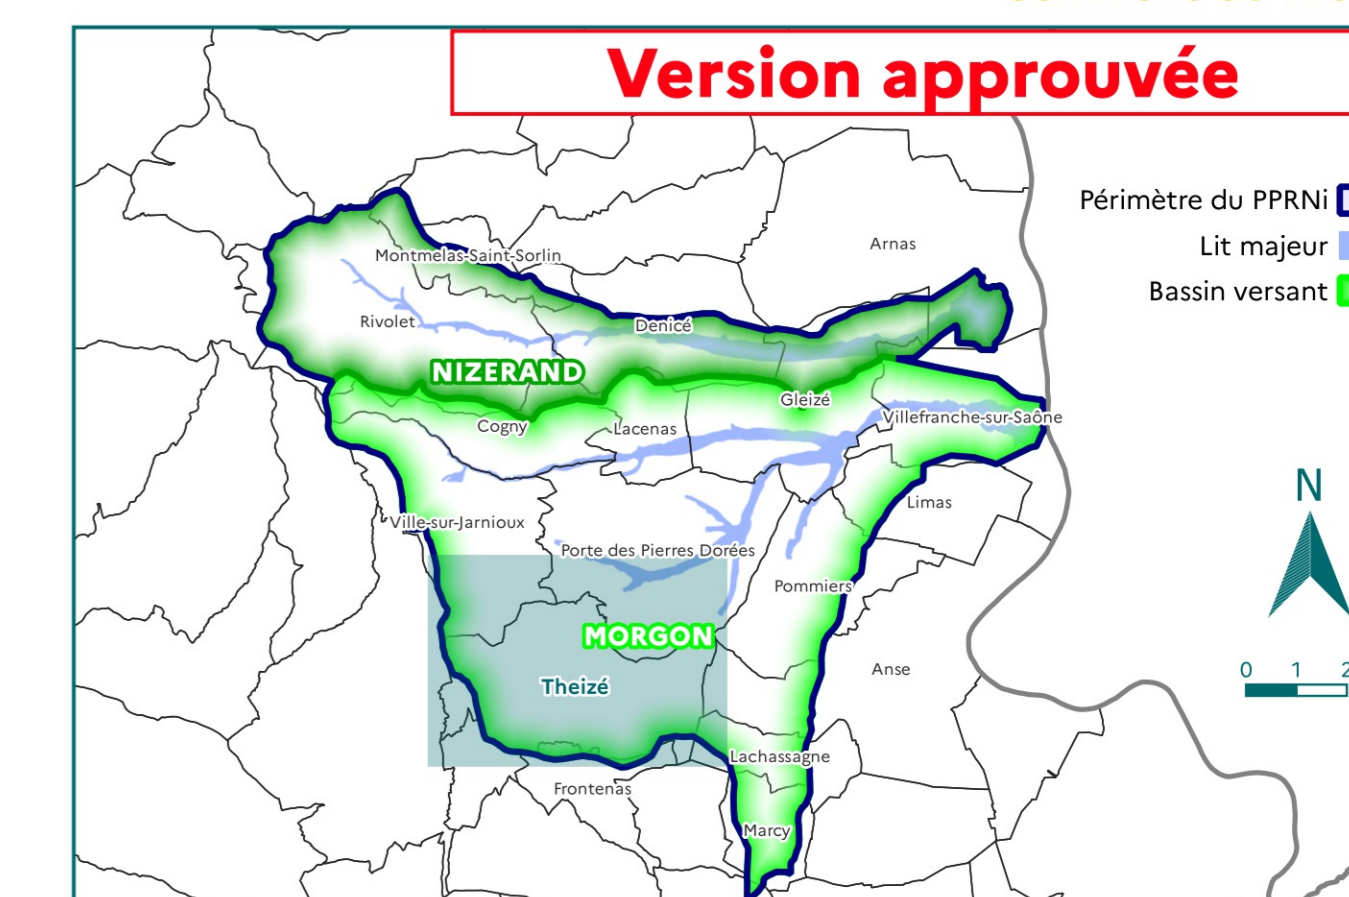 Version approuvée
Périmètre du PPRNi
Arnas
Lit majeur
Montmelas-Saint-Sorlin
Bassin versant
Rivolet
Denicé
NIZERAND
Gleizé
Villefranche-sur-Saône
Cogny
Lacenas
N
Limas
Ville-sur-Jarnioux
Porte des Pierres Dorées
Pommiers
MORGON
Anse
0 1 2
Theizé
Lachassagne
Frontenas
Marcy